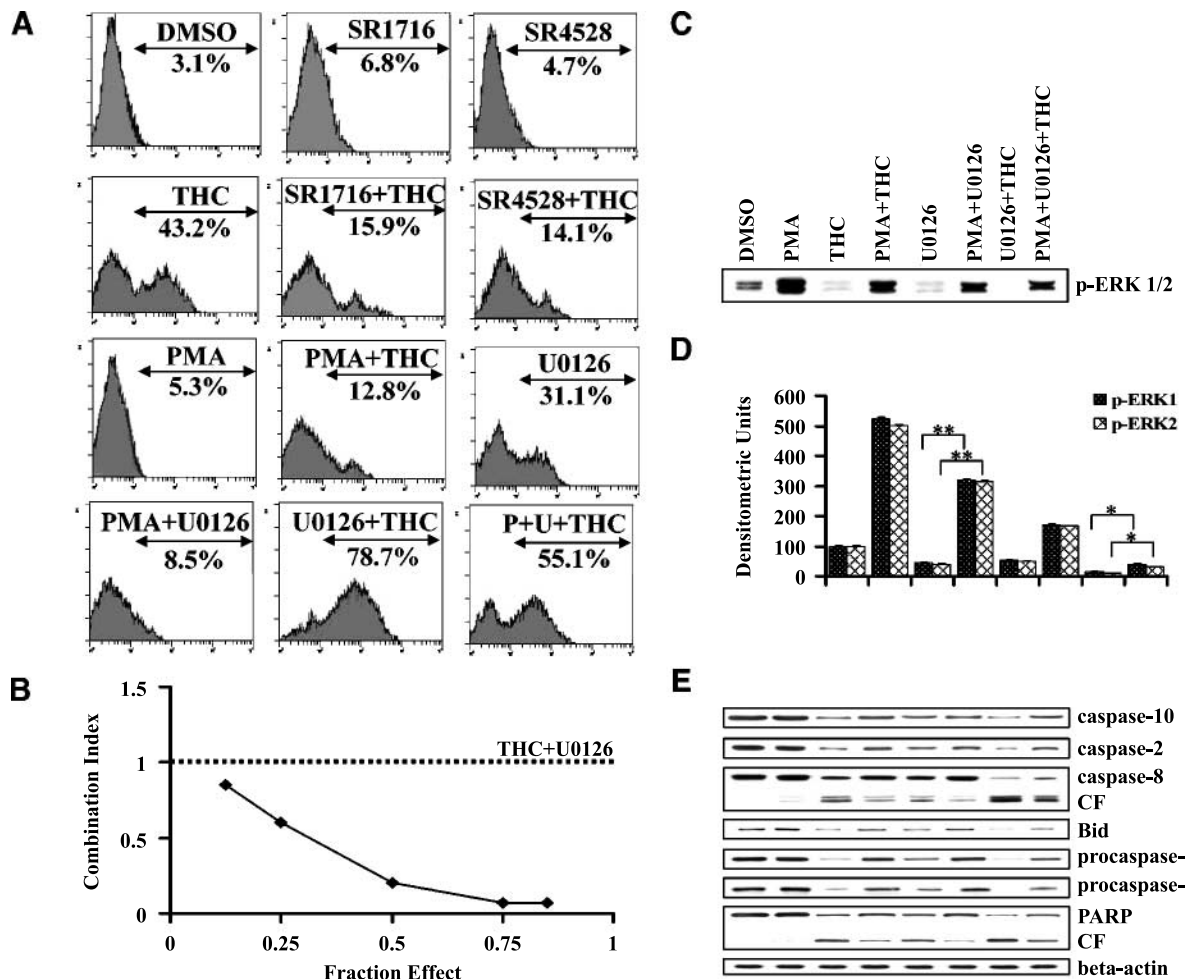 A
DMSO
3.1%
SR1716
6.8%
SR4528
4.7%
THC
43.2%
SR1716+THC
15.9%
SR4528+THC
14.1%
PMA
5.3%
PMA+THC
12.8%
U0126
31.1%
PMA+U0126
8.5%
U0126+THC
78.7%
P+U+THC
55.1%
B
Combination Index
1.5
1
0.5
0
THC+U0126
0 0.25 0.5 0.75 1
Fraction Effect
C
DMSO
PMA
THC
PMA+THC
U0126
PMA+U0126
U0126+THC
PMA+U0126+THC
p-ERK 1/2
D
Densitometric Units
600
500
400
300
200
100
0
p-ERK1
p-ERK2
**
**
*
*
E
caspase-10
caspase-2
caspase-8
CF
Bid
procaspase-
procaspase-
PARP
CF
beta-actin